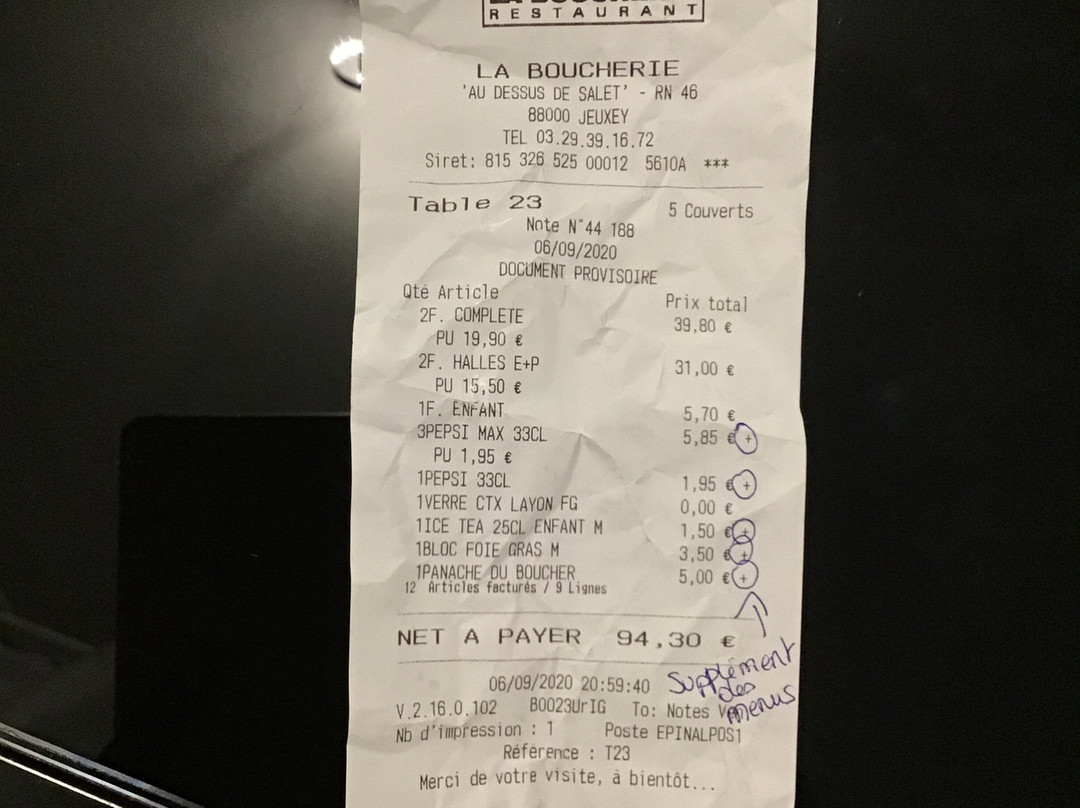 RESTAURANT
LA BOUCHERIE
'AU DESSUS DE SALET' - RN 46
88000 JEUXEY
TEL 03.29.39.16.72
Siret: 815 326 525 00012 5610A ***
Table 23 5 Couverts
Note N°44 188
06/09/2020
DOCUMENT PROVISOIRE
Qté Article Prix total
2F. COMPLETE 39,80 €
PU 19,90 €
2F. HALLES E+P 31,00 €
PU 15,50 €
1F. ENFANT 5,70 €
3PEPSI MAX 33CL 5,85 € +
PU 1,95 €
1PEPSI 33CL 1,95 € +
1VERRE CTX LAYON FG 0,00 €
1ICE TEA 25CL ENFANT M 1,50 € +
1BLOC FOIE GRAS M 3,50 € +
1PANACHE DU BOUCHER 5,00 € +
12 Articles facturés / 9 Lignes
NET A PAYER 94,30 €
Supplément
des
menus
06/09/2020 20:59:40
V.2.16.0.102 B0023UrIG To: Notes
Nb d'impression : 1 Poste EPINALPOS1
Référence : T23
Merci de votre visite, à bientôt...